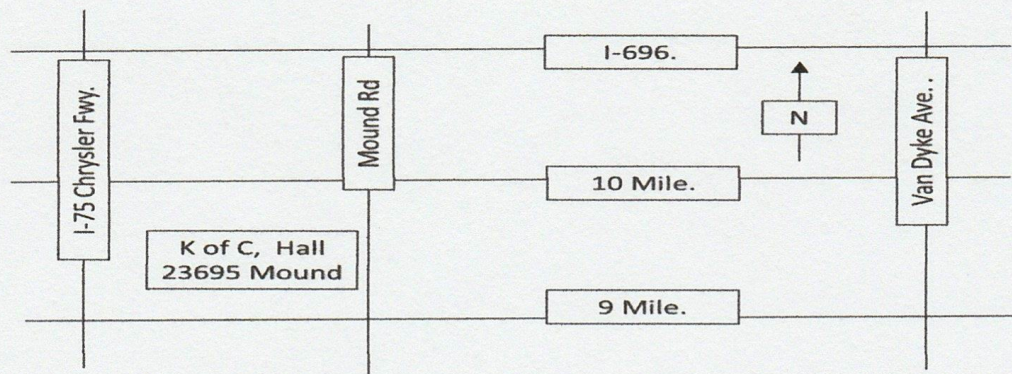 I-696.
I-75 Chrysler Fwy.
Mound Rd
N
Van Dyke Ave. .
10 Mile.
K of C,  Hall
23695 Mound
9 Mile.